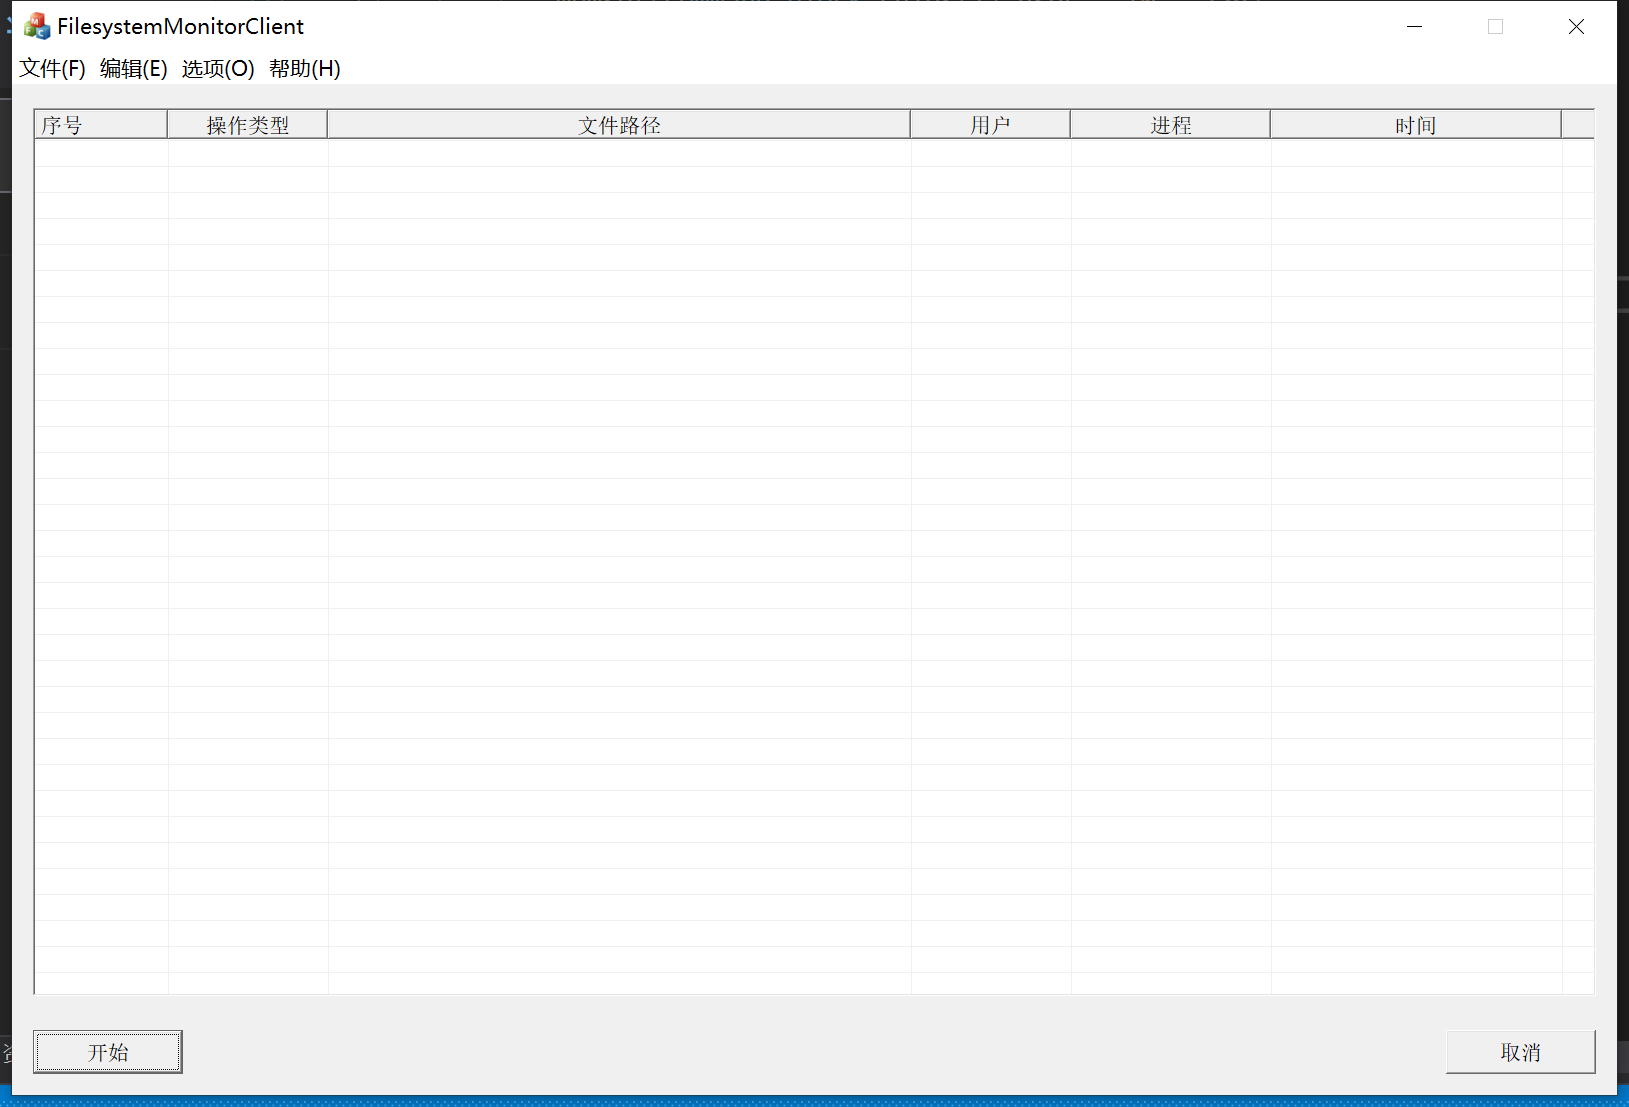 FilesystemMonitorClient
文件(F) 编辑(E) 选项(O) 帮助(H)
序号 操作类型 文件路径 用户 进程 时间
开始 取消